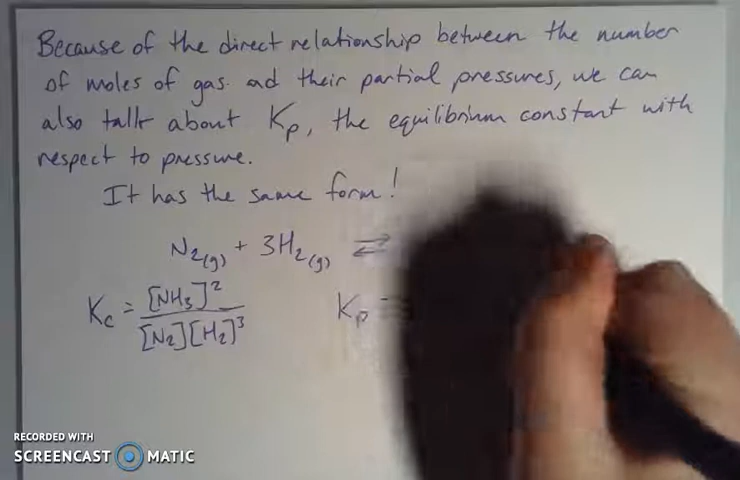 Because of the direct relationship between the number
of moles of gas and their partial pressures, we can
also talk about Kp, the equilibrium constant with
respect to pressure.
It has the same form!
N2(g) + 3H2(g) ⇌
Kc = [NH3]² / [N2][H2]³
Kp =
RECORDED WITH
SCREENCAST MATIC